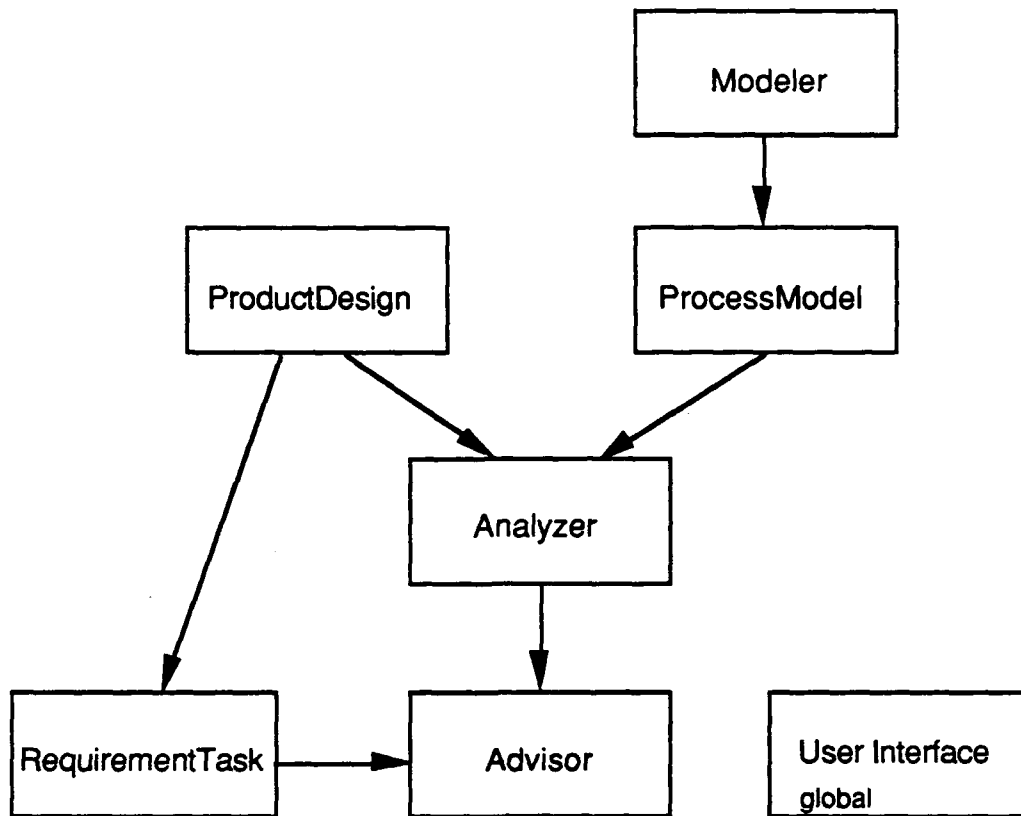 Modeler
ProductDesign
ProcessModel
Analyzer
RequirementTask
Advisor
User Interface
global